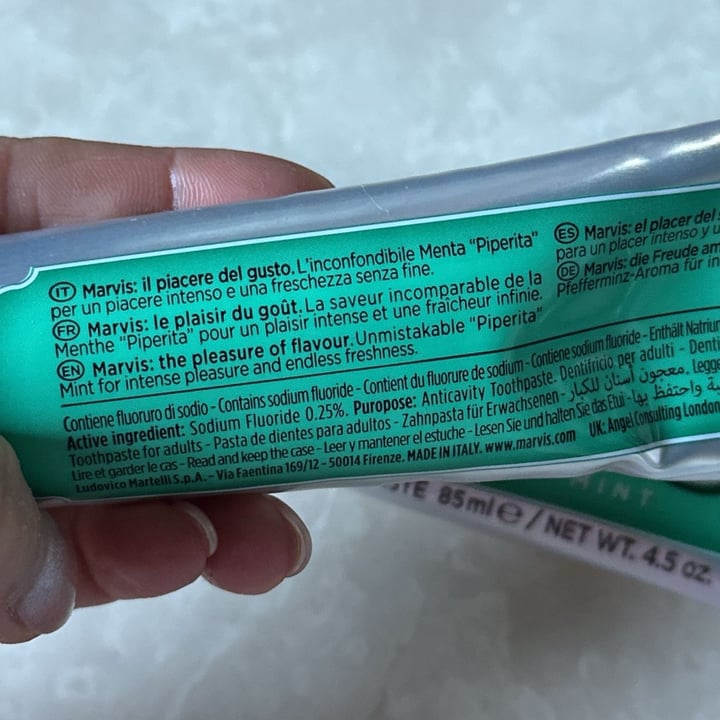 IT Marvis: il piacere del gusto. L'inconfondibile Menta "Piperita"
per un piacere intenso e una freschezza senza fine.
FR Marvis: le plaisir du goût. La saveur incomparable de la
Menthe "Piperita" pour un plaisir intense et une fraîcheur infinie.
EN Marvis: the pleasure of flavour. Unmistakable "Piperita"
Mint for intense pleasure and endless freshness.
ES Marvis: el placer del
para un placer intenso y
DE Marvis: die Freude
Pfefferminz-Aroma für
Contiene fluoruro di sodio - Contains sodium fluoride - Contient du fluorure de sodium - Contiene sodium fluoride - Enthält
Active ingredient: Sodium Fluoride 0.25%. Puropose: Anticavity Toothpaste. Dentifricio per adulti -
Toothpaste for adults - Pasta de dientes para adultos - Zahnpasta für Erwachsenen - معجون أسنان للكبار.
Lire et garder le cas - Read and keep the case - Leer y mantener el estuche - Lesen Sie und halten Sie das Etui - واحتفظ بها
Ludovico Martelli S.p.A. - Via Faentina 169/12 - 50014 Firenze. MADE IN ITALY. www.marvis.com UK: Angel Consulting London
MINT
85ml e / NET WT. 4.5 oz.